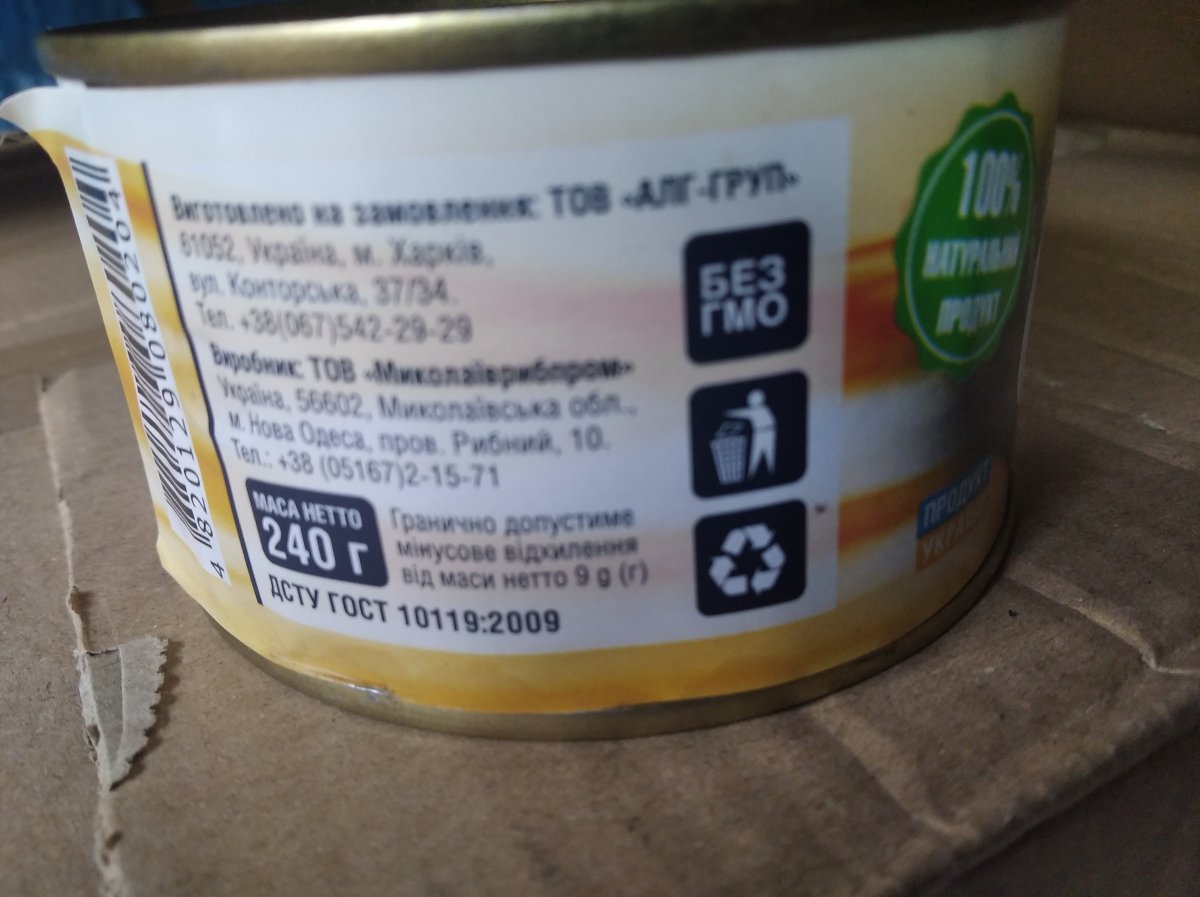 Виготовлено на замовлення: ТОВ «АЛГ-ГРУП»
61052, Україна, м. Харків,
вул. Конторська, 37/34.
Тел. +38(067)542-29-29
Виробник: ТОВ «Миколаїврибпром»
Україна, 56602, Миколаївська обл.,
м. Нова Одеса, пров. Рибний, 10.
Тел.: +38 (05167)2-15-71
МАСА НЕТТО
240 г
Гранично допустиме
мінусове відхилення
від маси нетто 9 g (г)
ДСТУ ГОСТ 10119:2009
4 820129 080204
БЕЗ
ГМО
100%
НАТУРАЛЬНИЙ
ПРОДУКТ
ПРОДУКТ